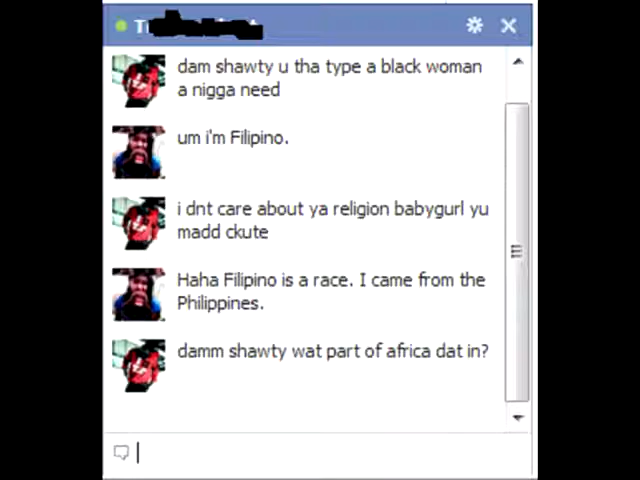 dam shawty u tha type a black woman
a nigga need
um i'm Filipino.
i dnt care about ya religion babygurl yu
madd ckute
Haha Filipino is a race. I came from the
Philippines.
damm shawty wat part of africa dat in?